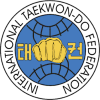 INTERNATIONAL TAEKWON-DO FEDERATION
태권